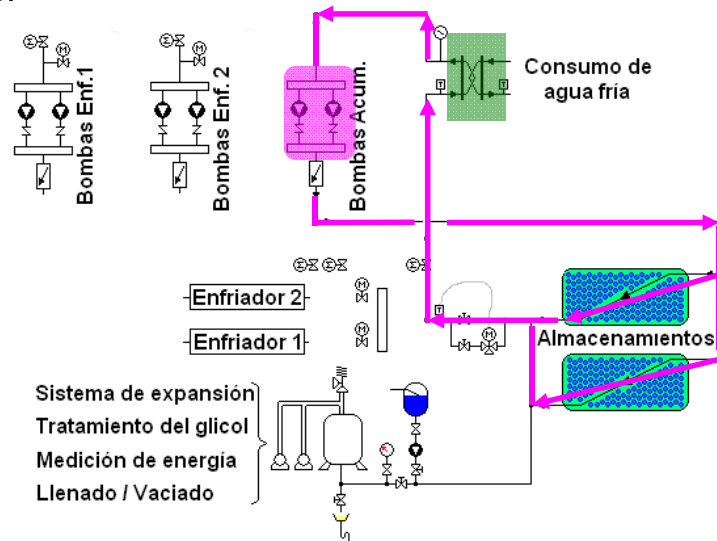 Bombas Enf.1
Bombas Enf. 2
Bombas Acum.
Consumo de
agua fría
M
M
T
T
Σ
Σ
Σ
Σ
Σ
M
M
T
M
Enfriador 2
Enfriador 1
Almacenamientos
Sistema de expansión
Tratamiento del glicol
Medición de energía
Llenado / Vaciado